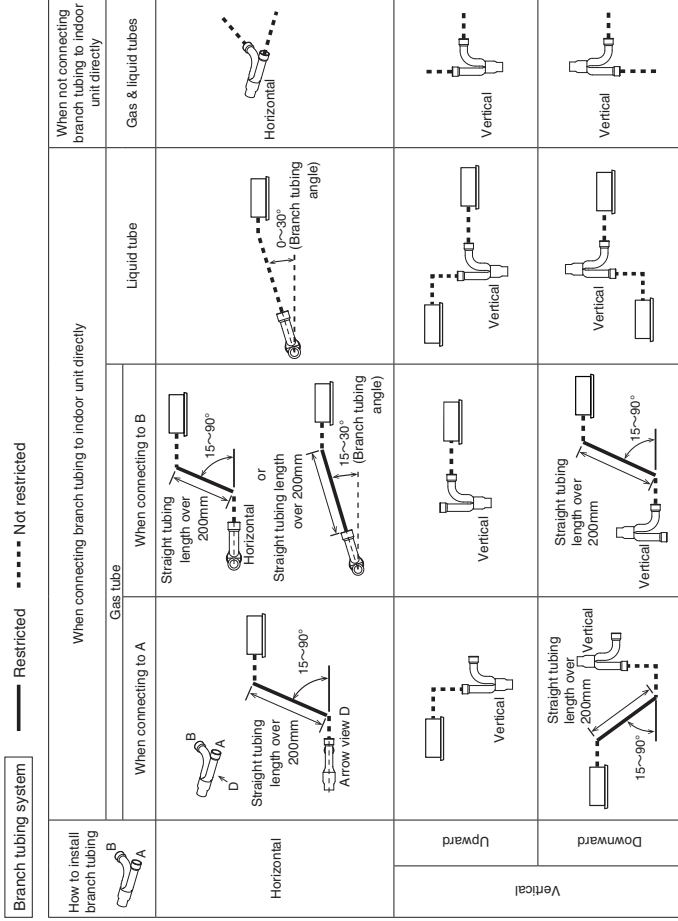 Branch tubing system
Restricted
Not restricted
How to install
branch tubing
B
A
When connecting branch tubing to indoor unit directly
When not connecting
branch tubing to indoor
unit directly
Gas tube
Liquid tube
Gas & liquid tubes
When connecting to A
When connecting to B
Horizontal
B
A
D
Straight tubing
length over
200mm
15～90°
Arrow view D
Straight tubing
length over
200mm
15～90°
Horizontal
or
Straight tubing length
over 200mm
15～30°
(Branch tubing
angle)
0～30°
(Branch tubing
angle)
Horizontal
Vertical
Upward
Vertical
Vertical
Vertical
Vertical
Downward
Straight tubing
length over
200mm
Vertical
15～90°
Straight tubing
length over
200mm
15～90°
Vertical
Vertical
Vertical